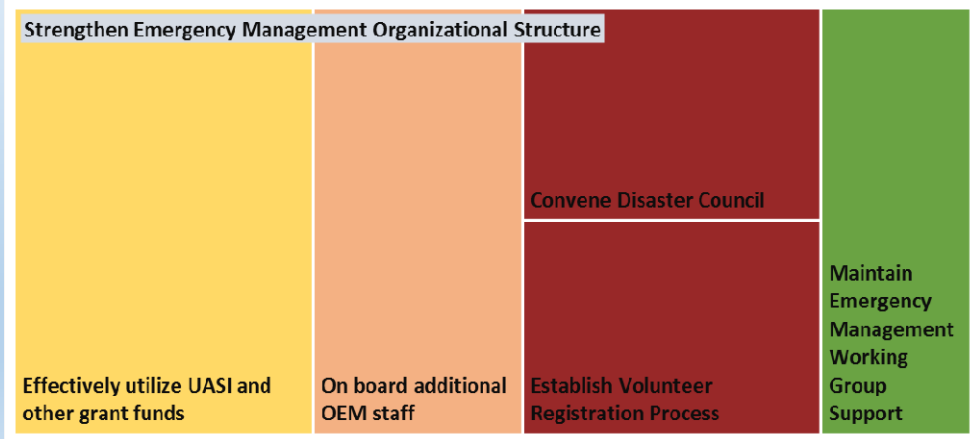 Strengthen Emergency Management Organizational Structure
Effectively utilize UASI and
other grant funds
On board additional
OEM staff
Convene Disaster Council
Establish Volunteer
Registration Process
Maintain
Emergency
Management
Working
Group
Support